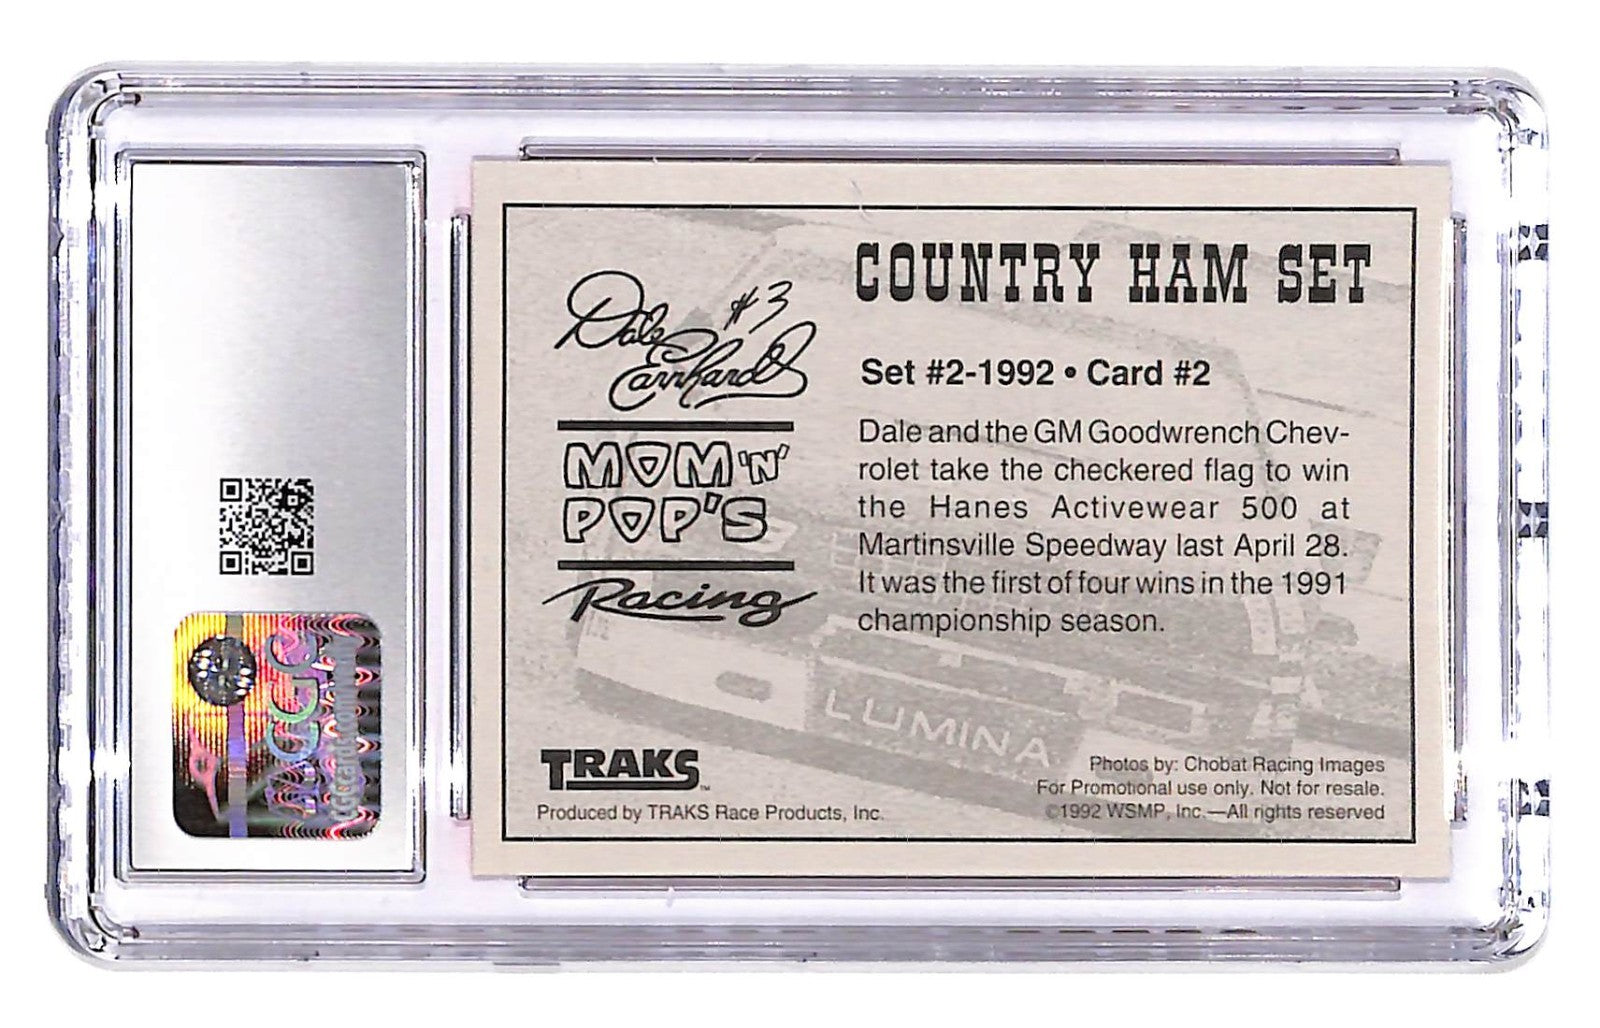 COUNTRY HAM SET
Dale #3
Earnhardt
MOM 'N'
POP'S
Racing
Set #2-1992 • Card #2
Dale and the GM Goodwrench Chev-
rolet take the checkered flag to win
the Hanes Activewear 500 at
Martinsville Speedway last April 28.
It was the first of four wins in the 1991
championship season.
LUMINA
TRAKS™
Produced by TRAKS Race Products, Inc.
Photos by: Chobat Racing Images
For Promotional use only. Not for resale.
©1992 WSMP, Inc.—All rights reserved
CGC